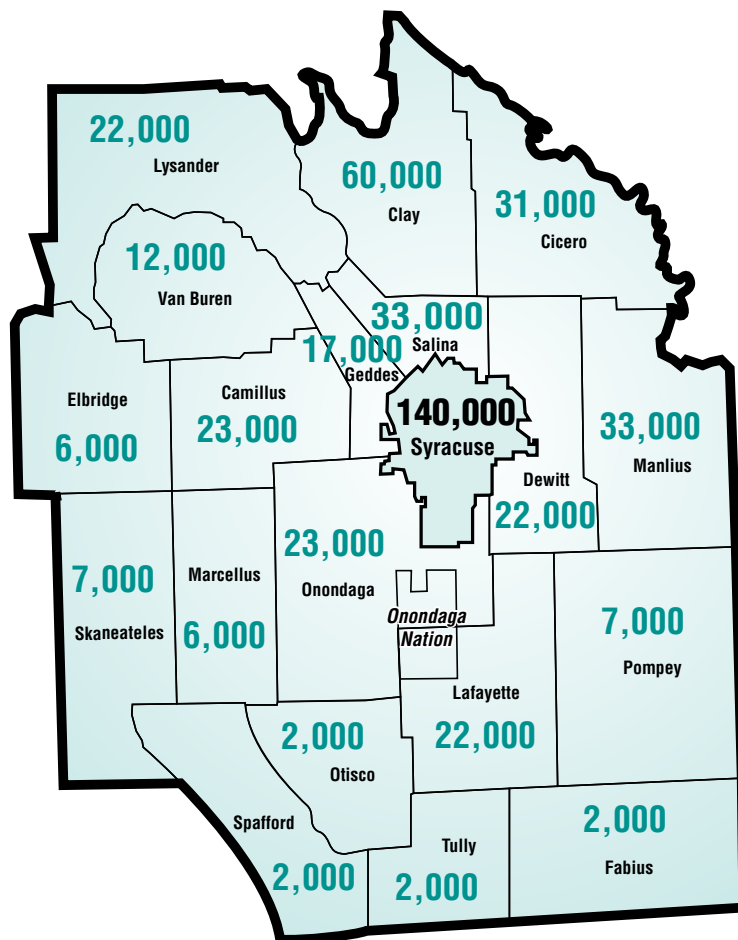 22,000
Lysander
60,000
Clay
31,000
Cicero
12,000
Van Buren
33,000
Salina
17,000
Geddes
Elbridge
6,000
Camillus
23,000
140,000
Syracuse
33,000
Manlius
Dewitt
22,000
23,000
Onondaga
7,000
Skaneateles
Marcellus
6,000
Onondaga
Nation
7,000
Pompey
Lafayette
22,000
2,000
Otisco
Spafford
2,000
Tully
2,000
2,000
Fabius